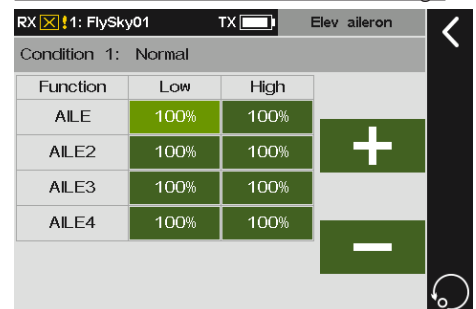 RX !1: FlySky01 TX Elev aileron
Condition 1: Normal
Function Low High
AILE 100% 100%
AILE2 100% 100%
AILE3 100% 100%
AILE4 100% 100%